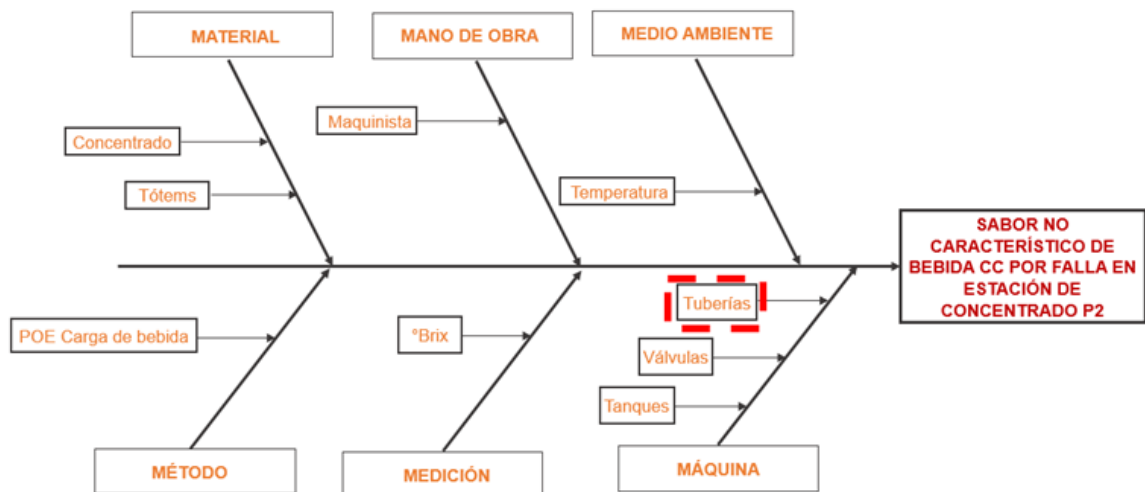 MATERIAL
MANO DE OBRA
MEDIO AMBIENTE
Concentrado
Maquinista
Tótems
Temperatura
SABOR NO
CARACTERÍSTICO DE
BEBIDA CC POR FALLA EN
ESTACIÓN DE
CONCENTRADO P2
Tuberías
POE Carga de bebida
ºBrix
Válvulas
Tanques
MÉTODO
MEDICIÓN
MÁQUINA